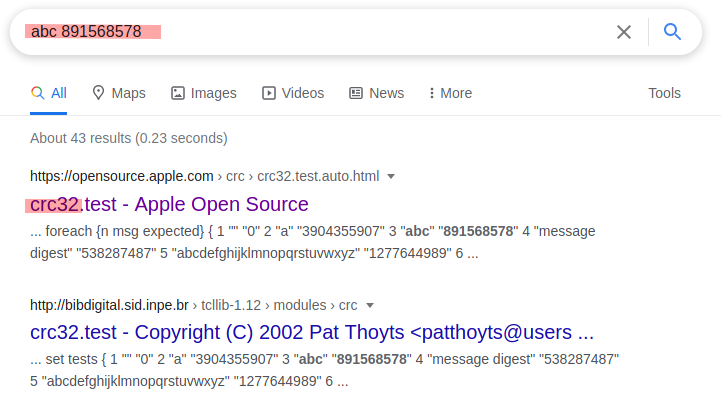 abc 891568578
All Maps Images Videos News More Tools
About 43 results (0.23 seconds)
https://opensource.apple.com › crc › crc32.test.auto.html
crc32.test - Apple Open Source
... foreach {n msg expected} { 1 "" "0" 2 "a" "3904355907" 3 "abc" "891568578" 4 "message
digest" "538287487" 5 "abcdefghijklmnopqrstuvwxyz" "1277644989" 6 ...
http://bibdigital.sid.inpe.br › tcllib-1.12 › modules › crc
crc32.test - Copyright (C) 2002 Pat Thoyts <patthoyts@users ...
... set tests { 1 "" "0" 2 "a" "3904355907" 3 "abc" "891568578" 4 "message digest" "538287487"
5 "abcdefghijklmnopqrstuvwxyz" "1277644989" 6 ...